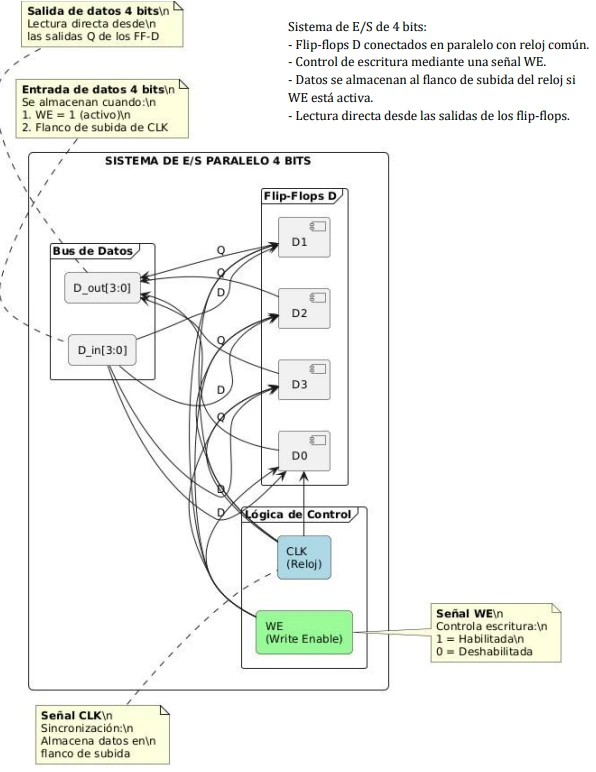 Salida de datos 4 bits\n
Lectura directa desde\n
las salidas Q de los FF-D
Sistema de E/S de 4 bits:
- Flip-flops D conectados en paralelo con reloj común.
- Control de escritura mediante una señal WE.
- Datos se almacenan al flanco de subida del reloj si
WE está activa.
- Lectura directa desde las salidas de los flip-flops.
Entrada de datos 4 bits\n
Se almacenan cuando:\n
1. WE = 1 (activo)\n
2. Flanco de subida de CLK
SISTEMA DE E/S PARALELO 4 BITS
Flip-Flops D
D1
Bus de Datos
Q
Q
D_out[3:0]
D
D2
Q
D_in[3:0]
D3
D
Q
D0
D
D
Lógica de Control
CLK
(Reloj)
WE
(Write Enable)
Señal WE\n
Controla escritura:\n
1 = Habilitada\n
0 = Deshabilitada
Señal CLK\n
Sincronización:\n
Almacena datos en\n
flanco de subida